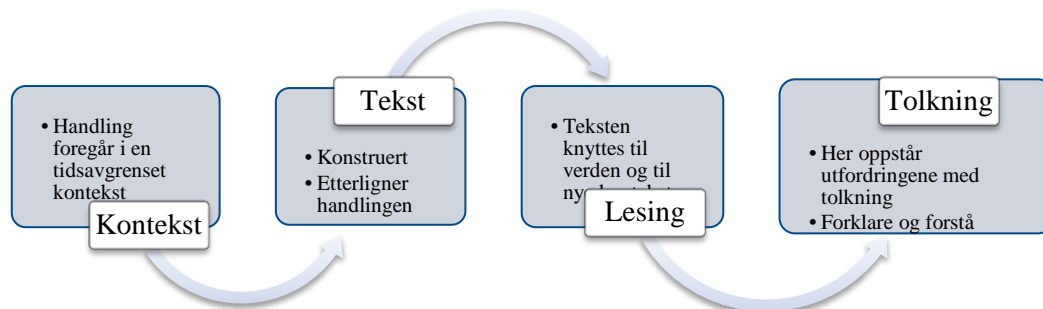 • Handling
foregår i en
tidsavgrenset
kontekst
Kontekst
Tekst
• Konstruert
• Etterligner
handlingen
• Teksten
knyttes til
verden og til
Lesing
Tolkning
• Her oppstår
utfordringene med
tolkning
• Forklare og forstå